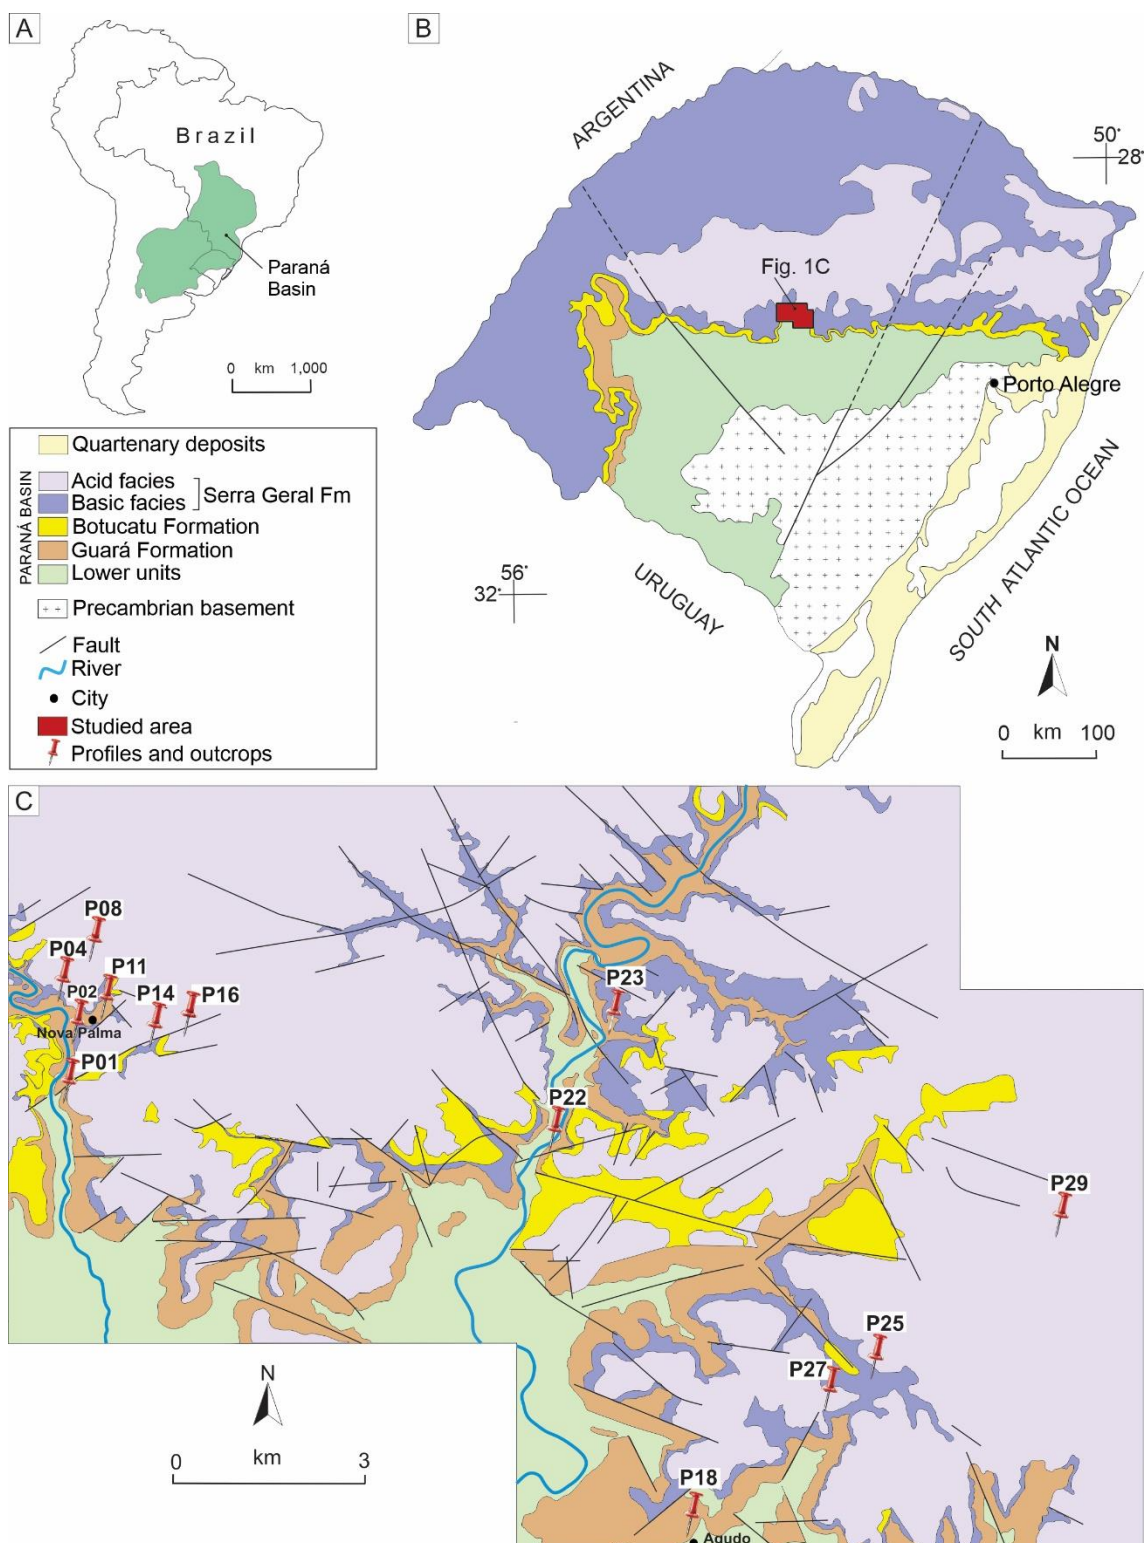 A
Brazil
Paraná
Basin
0 km 1,000
B
ARGENTINA
50°
28°
Fig. 1C
Porto Alegre
56°
32°
URUGUAY
SOUTH ATLANTIC OCEAN
N
0 km 100
Quartenary deposits
PARANÁ BASIN
Acid facies
Basic facies
Serra Geral Fm
Botucatu Formation
Guará Formation
Lower units
Precambrian basement
Fault
River
City
Studied area
Profiles and outcrops
C
P08
P04
P11
P02
P14
P16
Nova Palma
P01
P23
P22
P29
P25
P27
P18
Agudo
N
0 km 3